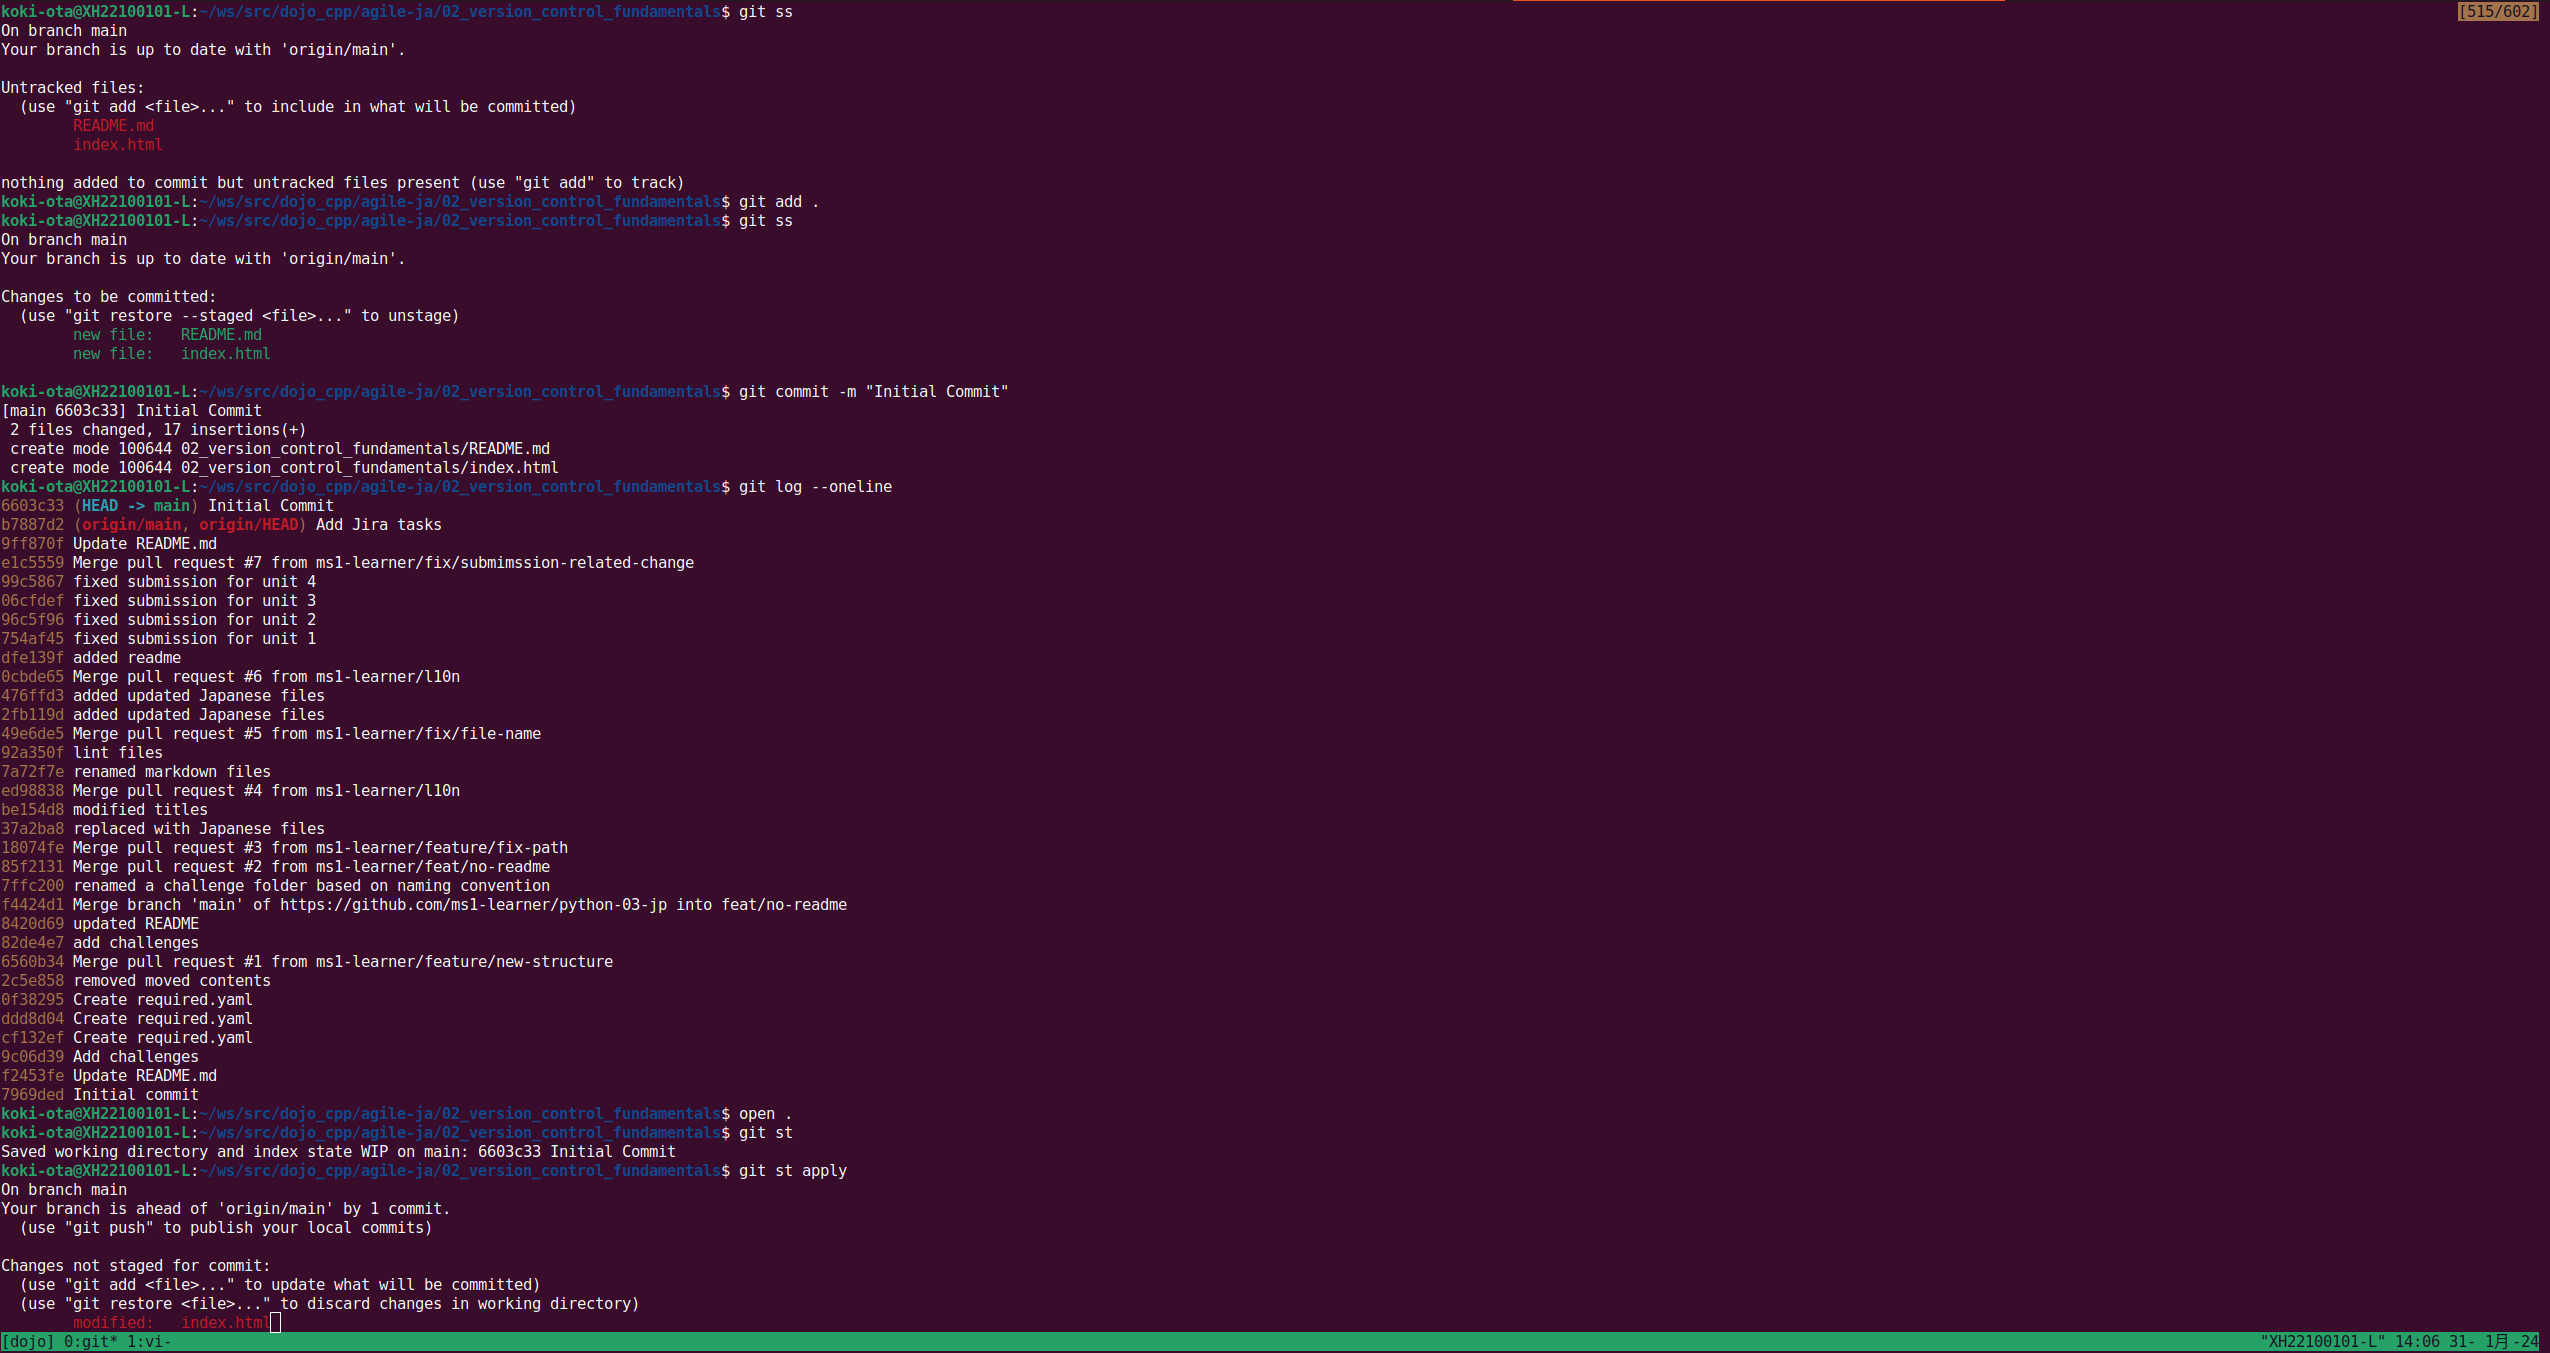 koki-ota@XH22100101-L:~/ws/src/dojo_cpp/agile-ja/02_version_control_fundamentals$ git ss [515/602]
On branch main
Your branch is up to date with 'origin/main'.
Untracked files:
  (use "git add <file>..." to include in what will be committed)
        README.md
        index.html
nothing added to commit but untracked files present (use "git add" to track)
koki-ota@XH22100101-L:~/ws/src/dojo_cpp/agile-ja/02_version_control_fundamentals$ git add .
koki-ota@XH22100101-L:~/ws/src/dojo_cpp/agile-ja/02_version_control_fundamentals$ git ss
On branch main
Your branch is up to date with 'origin/main'.
Changes to be committed:
  (use "git restore --staged <file>..." to unstage)
        new file:   README.md
        new file:   index.html
koki-ota@XH22100101-L:~/ws/src/dojo_cpp/agile-ja/02_version_control_fundamentals$ git commit -m "Initial Commit"
[main 6603c33] Initial Commit
 2 files changed, 17 insertions(+)
 create mode 100644 02_version_control_fundamentals/README.md
 create mode 100644 02_version_control_fundamentals/index.html
koki-ota@XH22100101-L:~/ws/src/dojo_cpp/agile-ja/02_version_control_fundamentals$ git log --oneline
6603c33 (HEAD -> main) Initial Commit
b7887d2 (origin/main, origin/HEAD) Add Jira tasks
9ff870f Update README.md
e1c5559 Merge pull request #7 from ms1-learner/fix/submimssion-related-change
99c5867 fixed submission for unit 4
06cfdef fixed submission for unit 3
96c5f96 fixed submission for unit 2
754af45 fixed submission for unit 1
dfe139f added readme
0cbde65 Merge pull request #6 from ms1-learner/l10n
476ffd3 added updated Japanese files
2fb119d added updated Japanese files
49e6de5 Merge pull request #5 from ms1-learner/fix/file-name
92a350f lint files
7a72f7e renamed markdown files
ed98838 Merge pull request #4 from ms1-learner/l10n
be154d8 modified titles
37a2ba8 replaced with Japanese files
18074fe Merge pull request #3 from ms1-learner/feature/fix-path
85f2131 Merge pull request #2 from ms1-learner/feat/no-readme
7ffc200 renamed a challenge folder based on naming convention
f4424d1 Merge branch 'main' of https://github.com/ms1-learner/python-03-jp into feat/no-readme
8420d69 updated README
82de4e7 add challenges
6560b34 Merge pull request #1 from ms1-learner/feature/new-structure
2c5e858 removed moved contents
0f38295 Create required.yaml
ddd8d04 Create required.yaml
cf132ef Create required.yaml
9c06d39 Add challenges
f2453fe Update README.md
7969ded Initial commit
koki-ota@XH22100101-L:~/ws/src/dojo_cpp/agile-ja/02_version_control_fundamentals$ open .
koki-ota@XH22100101-L:~/ws/src/dojo_cpp/agile-ja/02_version_control_fundamentals$ git st
Saved working directory and index state WIP on main: 6603c33 Initial Commit
koki-ota@XH22100101-L:~/ws/src/dojo_cpp/agile-ja/02_version_control_fundamentals$ git st apply
On branch main
Your branch is ahead of 'origin/main' by 1 commit.
  (use "git push" to publish your local commits)
Changes not staged for commit:
  (use "git add <file>..." to update what will be committed)
  (use "git restore <file>..." to discard changes in working directory)
        modified:   index.html
[dojo] 0:git* 1:vi- "XH22100101-L" 14:06 31- 1月-24